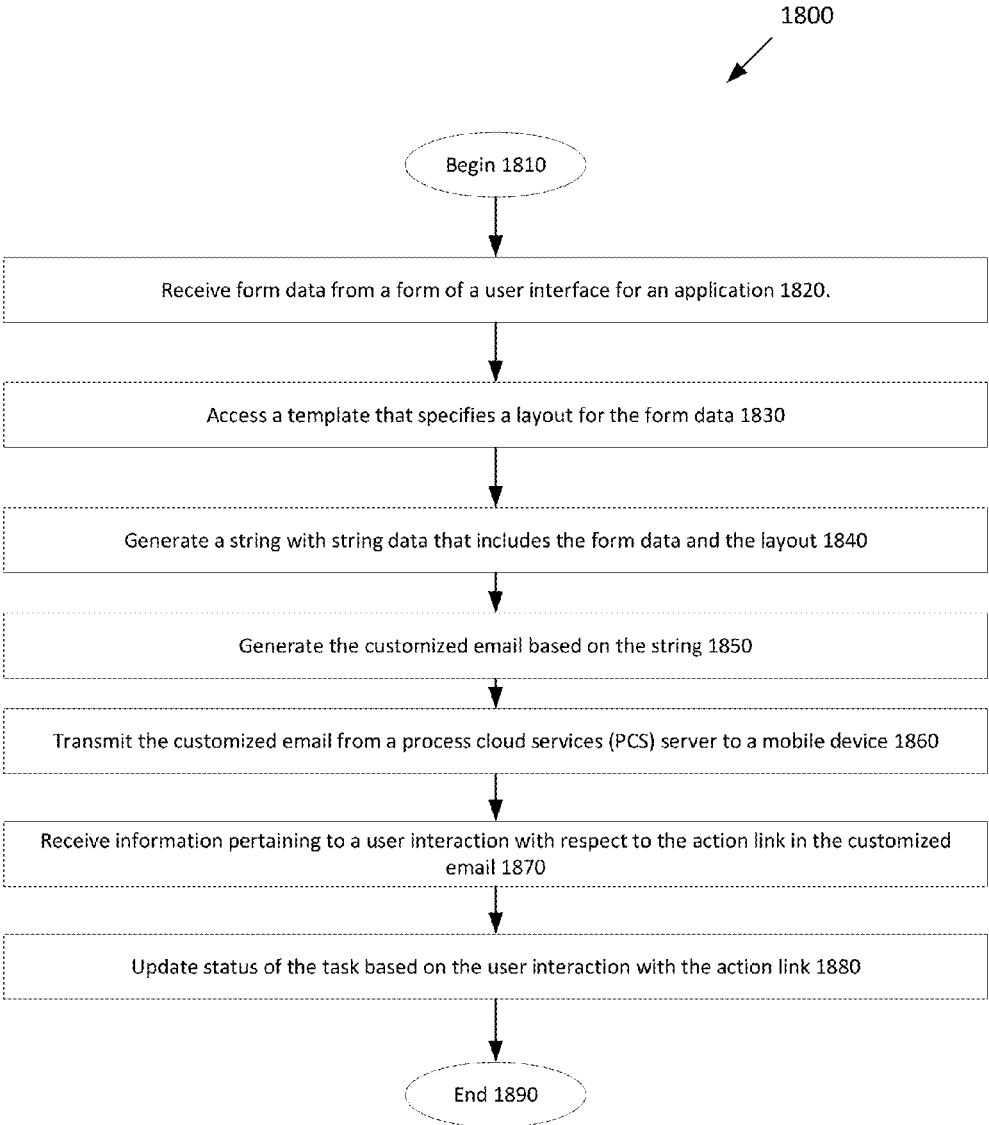 1800
Begin 1810
Receive form data from a form of a user interface for an application 1820.
Access a template that specifies a layout for the form data 1830
Generate a string with string data that includes the form data and the layout 1840
Generate the customized email based on the string 1850
Transmit the customized email from a process cloud services (PCS) server to a mobile device 1860
Receive information pertaining to a user interaction with respect to the action link in the customized
email 1870
Update status of the task based on the user interaction with the action link 1880
End 1890